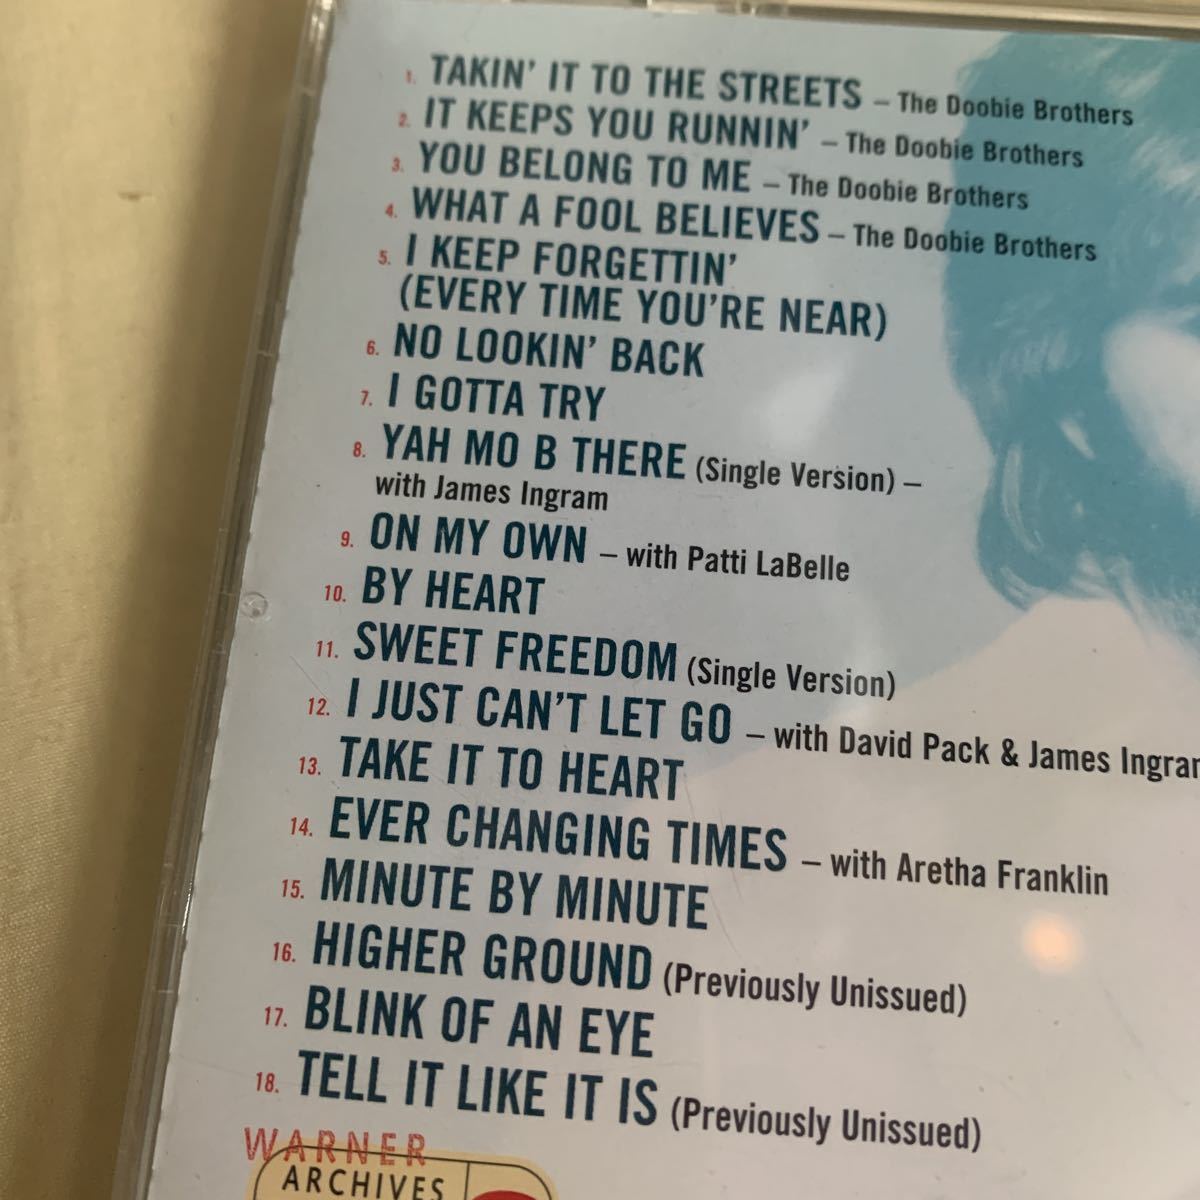 1. TAKIN' IT TO THE STREETS – The Doobie Brothers
2. IT KEEPS YOU RUNNIN' – The Doobie Brothers
3. YOU BELONG TO ME – The Doobie Brothers
4. WHAT A FOOL BELIEVES – The Doobie Brothers
5. I KEEP FORGETTIN'
(EVERY TIME YOU'RE NEAR)
6. NO LOOKIN' BACK
7. I GOTTA TRY
8. YAH MO B THERE (Single Version) –
with James Ingram
9. ON MY OWN – with Patti LaBelle
10. BY HEART
11. SWEET FREEDOM (Single Version)
12. I JUST CAN'T LET GO – with David Pack & James Ingram
13. TAKE IT TO HEART
14. EVER CHANGING TIMES – with Aretha Franklin
15. MINUTE BY MINUTE
16. HIGHER GROUND (Previously Unissued)
17. BLINK OF AN EYE
18. TELL IT LIKE IT IS (Previously Unissued)
WARNER
ARCHIVES